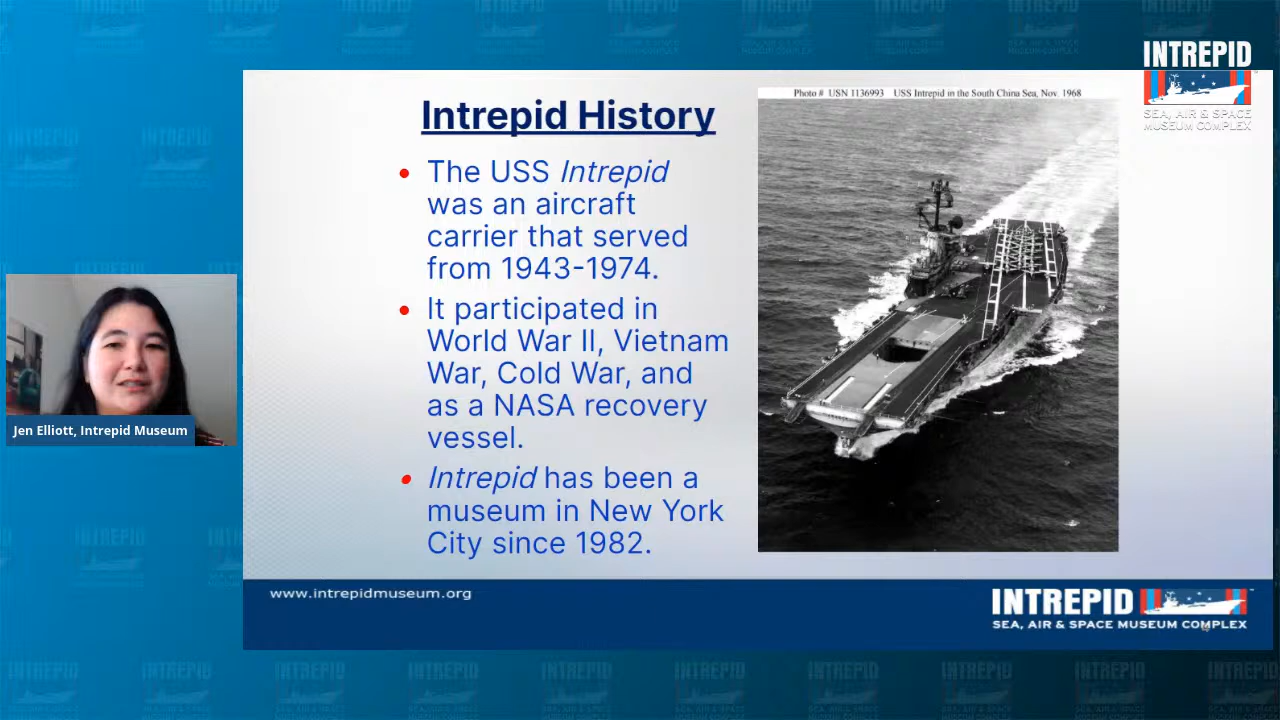 INTREPID
SEA, AIR & SPACE
MUSEUM COMPLEX
Photo # USN 1136993 USS Intrepid in the South China Sea, Nov. 1968
Intrepid History
• The USS Intrepid
was an aircraft
carrier that served
from 1943-1974.
• It participated in
World War II, Vietnam
War, Cold War, and
as a NASA recovery
vessel.
• Intrepid has been a
museum in New York
City since 1982.
Jen Elliott, Intrepid Museum
www.intrepidmuseum.org
INTREPID
SEA, AIR & SPACE MUSEUM COMPLEX